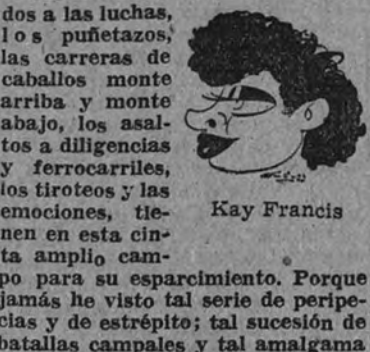 dos a las luchas,
los puñetazos,
las carreras de
caballos monte
arriba y monte
abajo, los asal-
tos a diligencias
y ferrocarriles,
los tiroteos y las
emociones, tie-
nen en esta cin-
ta amplio cam-
po para su esparcimiento. Porque
jamás he visto tal serie de peripe-
cias y de estrépito; tal sucesión de
batallas campales y tal amalgama
Kay Francis